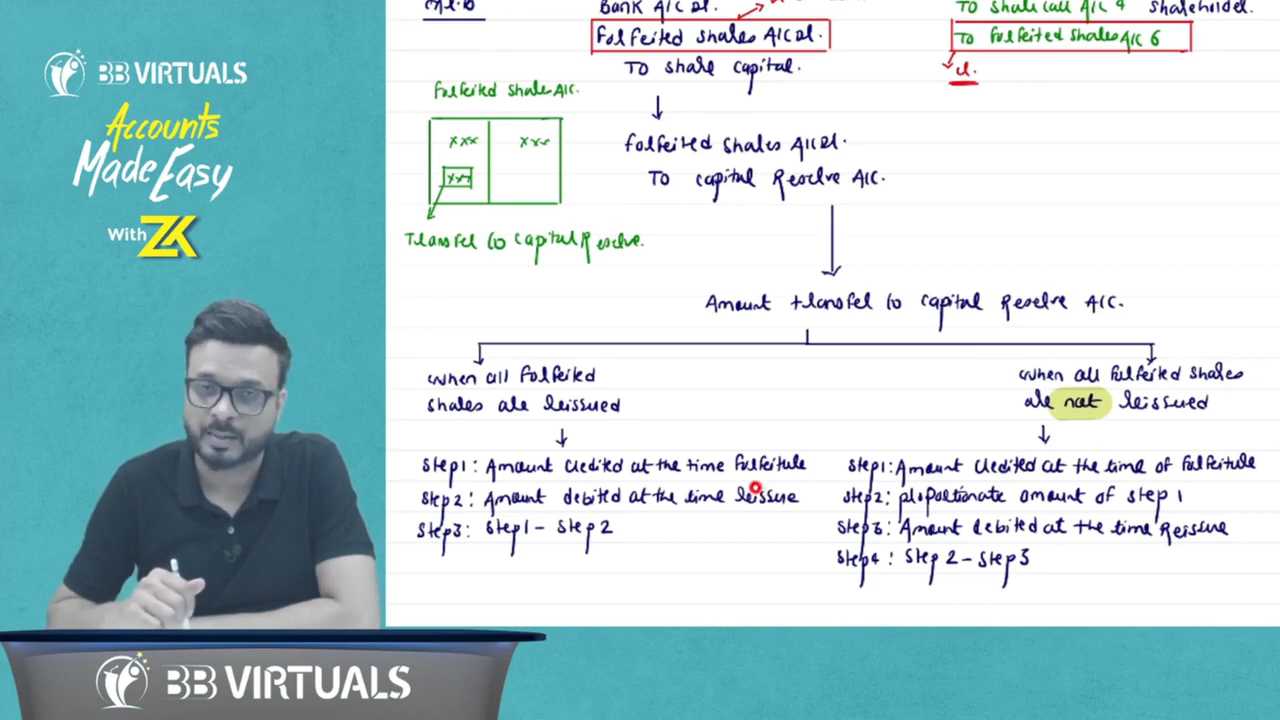 BB VIRTUALS
Accounts
Made Easy
With ZK
Bank A/C Dr.
Forfeited shares A/C Dr.
To share capital.
To share call A/C 4 shareholder.
To forfeited shares A/C 6
Forfeited share A/C.
xxx xxx
xxx
Transfer to capital Reserve.
Forfeited shares A/C Dr.
To capital Reserve A/C.
Amount transfer to capital Reserve A/C.
when all forfeited
shares are reissued
Step1: Amount credited at the time forfeiture
Step2: Amount debited at the time reissure
Step3: Step1 - Step2
when all forfeited shares
are not reissued
Step1: Amount credited at the time of forfeiture
Step2: proportionate amount of step 1
Step3: Amount debited at the time Reissure
Step4: Step2 - Step3
BB VIRTUALS